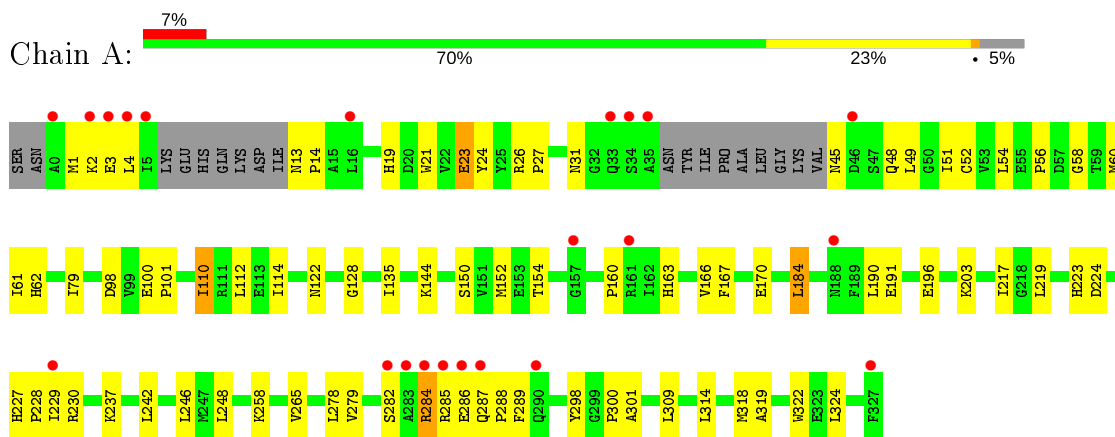 7%
Chain A:
70% 23% • 5%
SER ASN A0 M1 K2 E3 L4 I5 LYS GLU HIS GLN LYS ASP ILE N13 P14 A15 L16 H19 D20 W21 V22 E23 Y24 Y25 R26 P27 N31 G32 Q33 S34 A35 ASN TYR ILE PRO ALA LEU GLY LYS VAL N45 D46 S47 Q48 L49 G50 I51 C52 V53 L54 E55 P56 D57 G58 T59 M60
I61 H62 I79 D98 V99 E100 P101 I110 R111 L112 E113 I114 N122 G128 I135 K144 S150 V151 M152 E153 T154 G157 P160 R161 I162 H163 V166 F167 E170 L184 N188 F189 L190 E191 E196 K203 I217 G218 L219 H223 D224
H227 P228 I229 R230 K237 L242 L246 M247 L248 K258 V265 L278 V279 S282 A283 R284 R285 E286 Q287 P288 F289 Q290 Y298 G299 P300 A301 L309 L314 M318 A319 W322 E323 L324 F327